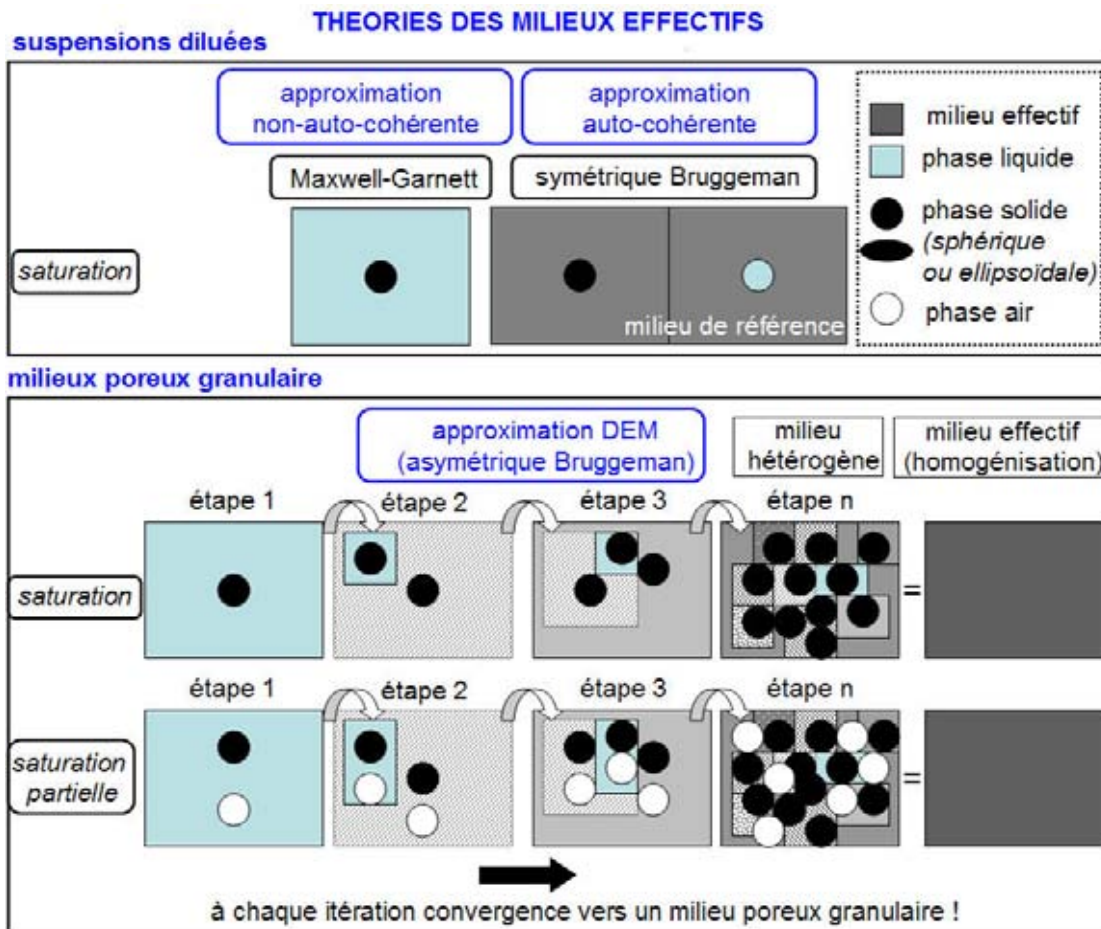 THEORIES DES MILIEUX EFFECTIFS
suspensions diluées
approximation
non-auto-cohérente
approximation
auto-cohérente
Maxwell-Garnett
symétrique Bruggeman
saturation
milieu de référence
milieu effectif
phase liquide
phase solide
(sphérique
ou ellipsoïdale)
phase air
milieux poreux granulaire
approximation DEM
(asymétrique Bruggeman)
milieu
hétérogène
milieu effectif
(homogénisation)
étape 1
étape 2
étape 3
étape n
saturation
=
étape 1
étape 2
étape 3
étape n
saturation
partielle
=
à chaque itération convergence vers un milieu poreux granulaire !